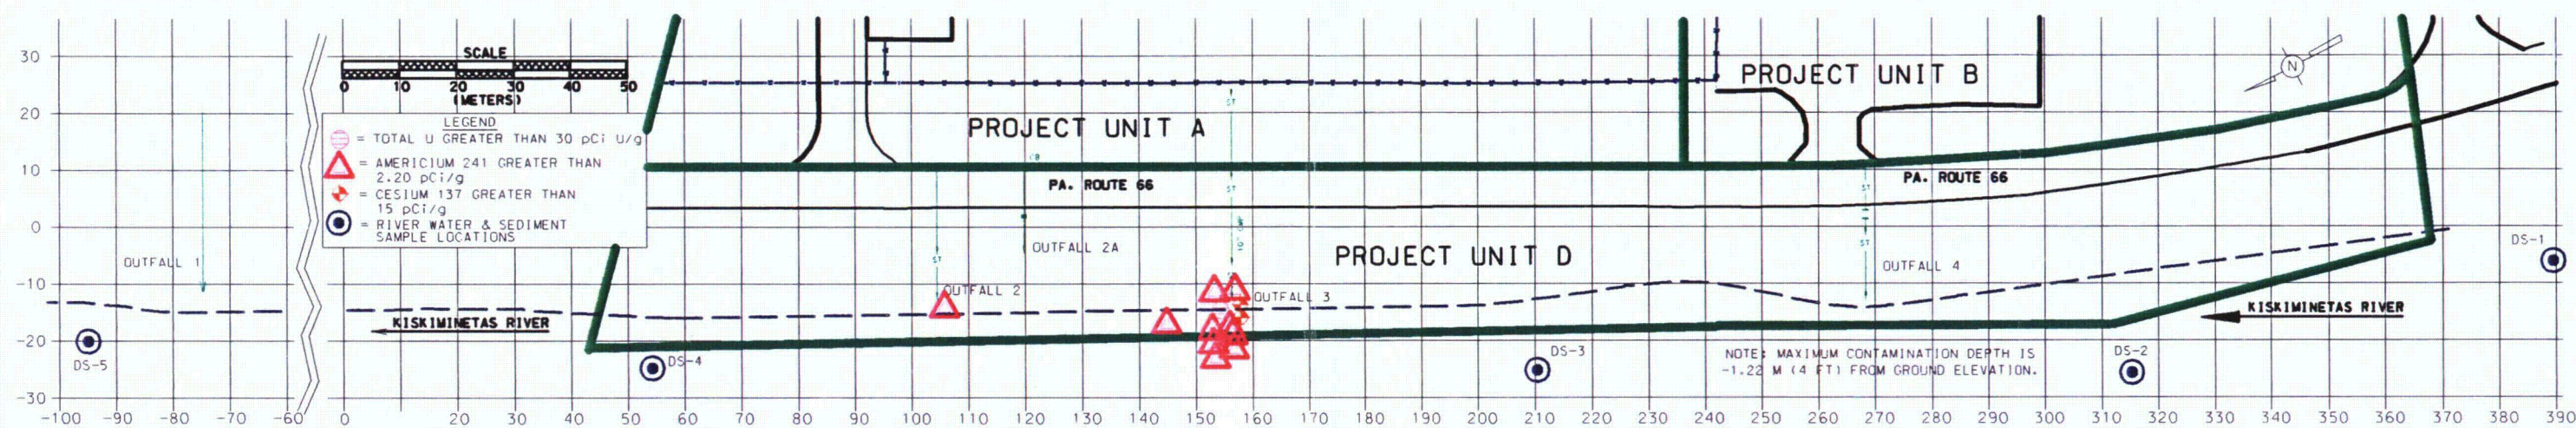 SCALE
0 10 20 30 40 50
(METERS)
LEGEND
= TOTAL U GREATER THAN 30 pCi U/g
= AMERICIUM 241 GREATER THAN
2.20 pCi/g
= CESIUM 137 GREATER THAN
15 pCi/g
= RIVER WATER & SEDIMENT
SAMPLE LOCATIONS
PROJECT UNIT A
PROJECT UNIT B
N
30
20
10
0
-10
-20
-30
ST
CB
PA. ROUTE 66
PA. ROUTE 66
ST
ST
OUTFALL 1
OUTFALL 2A
PROJECT UNIT D
ST
ST
OUTFALL 4
DS-1
OUTFALL 2
OUTFALL 3
KISKIMINETAS RIVER
KISKIMINETAS RIVER
DS-5
DS-4
DS-3
DS-2
NOTE: MAXIMUM CONTAMINATION DEPTH IS
-1.22 M (4 FT) FROM GROUND ELEVATION.
-100 -90 -80 -70 -60 0 20 30 40 50 60 70 80 90 100 110 120 130 140 150 160 170 180 190 200 210 220 230 240 250 260 270 280 290 300 310 320 330 340 350 360 370 380 390